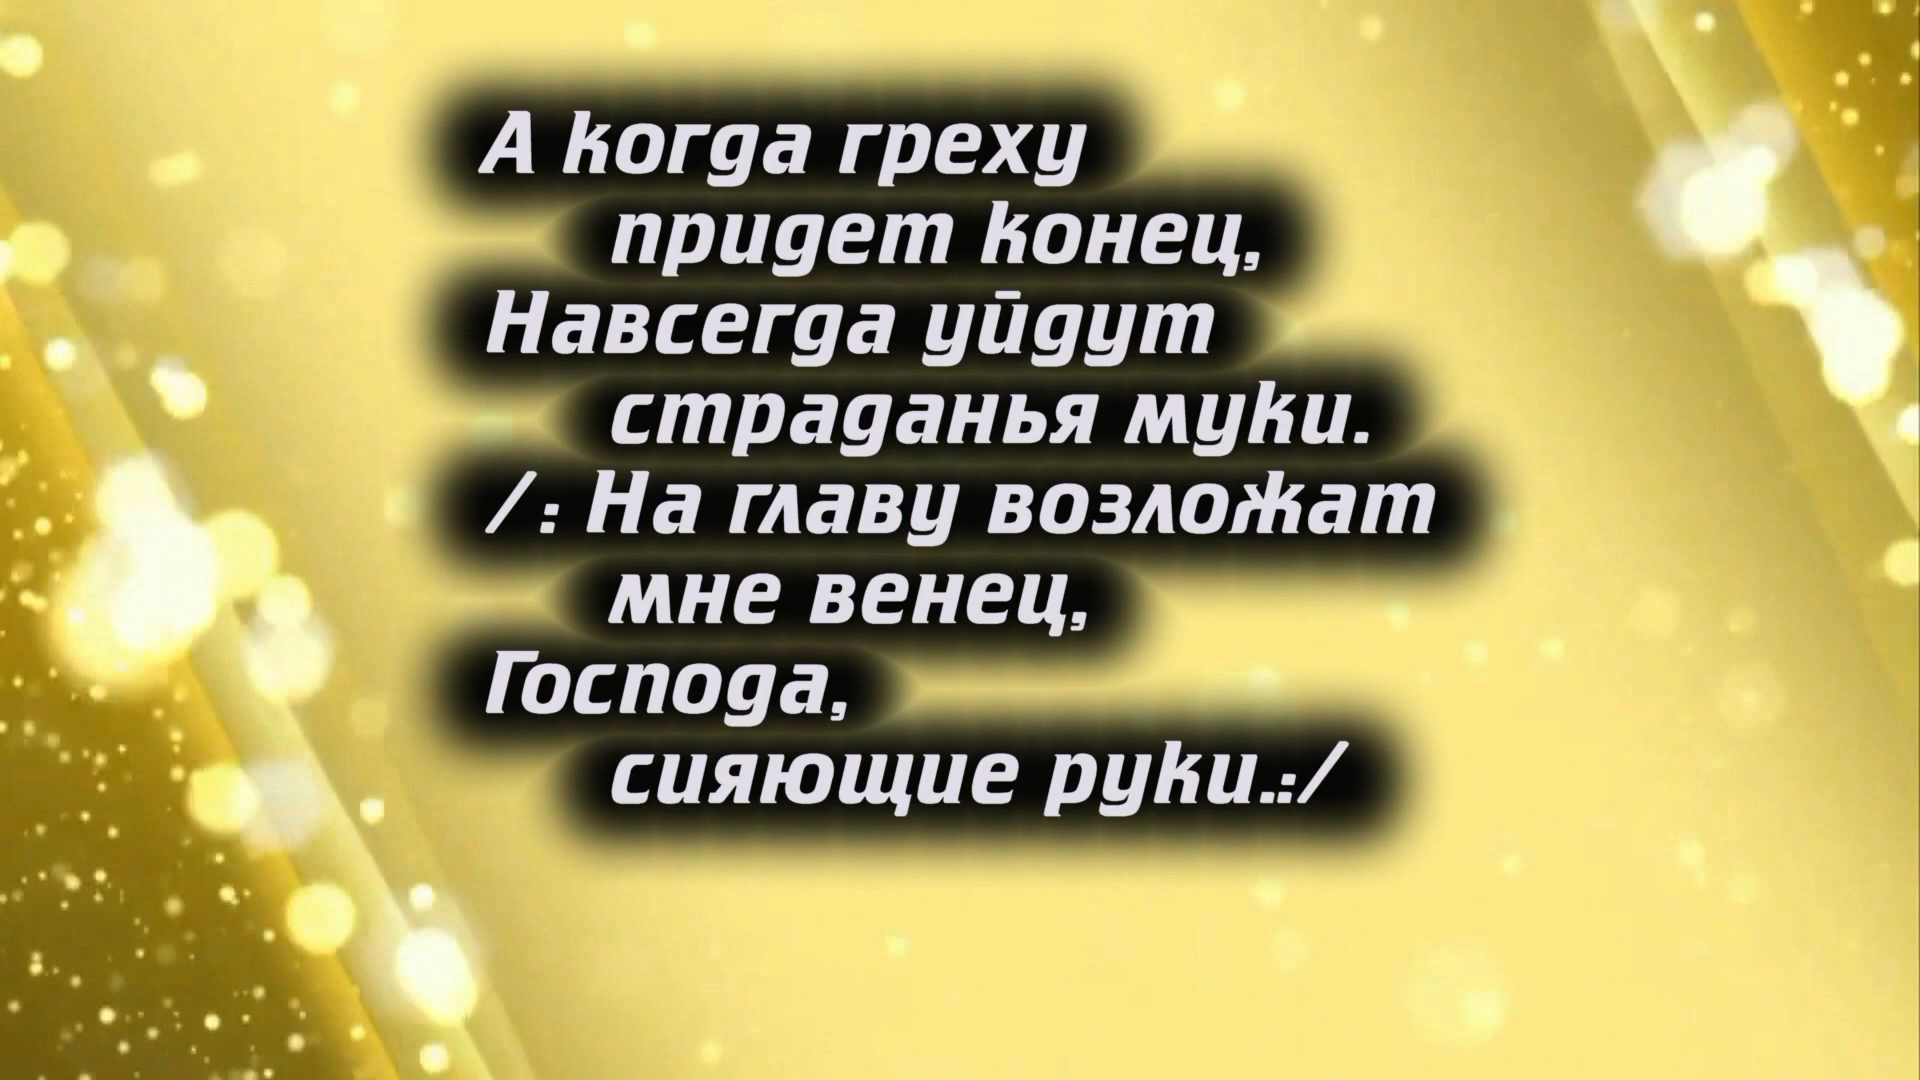 А когда греху
придет конец,
Навсегда уйдут
страданья муки.
/: На главу возложат
мне венец,
Господа,
сияющие руки.:/